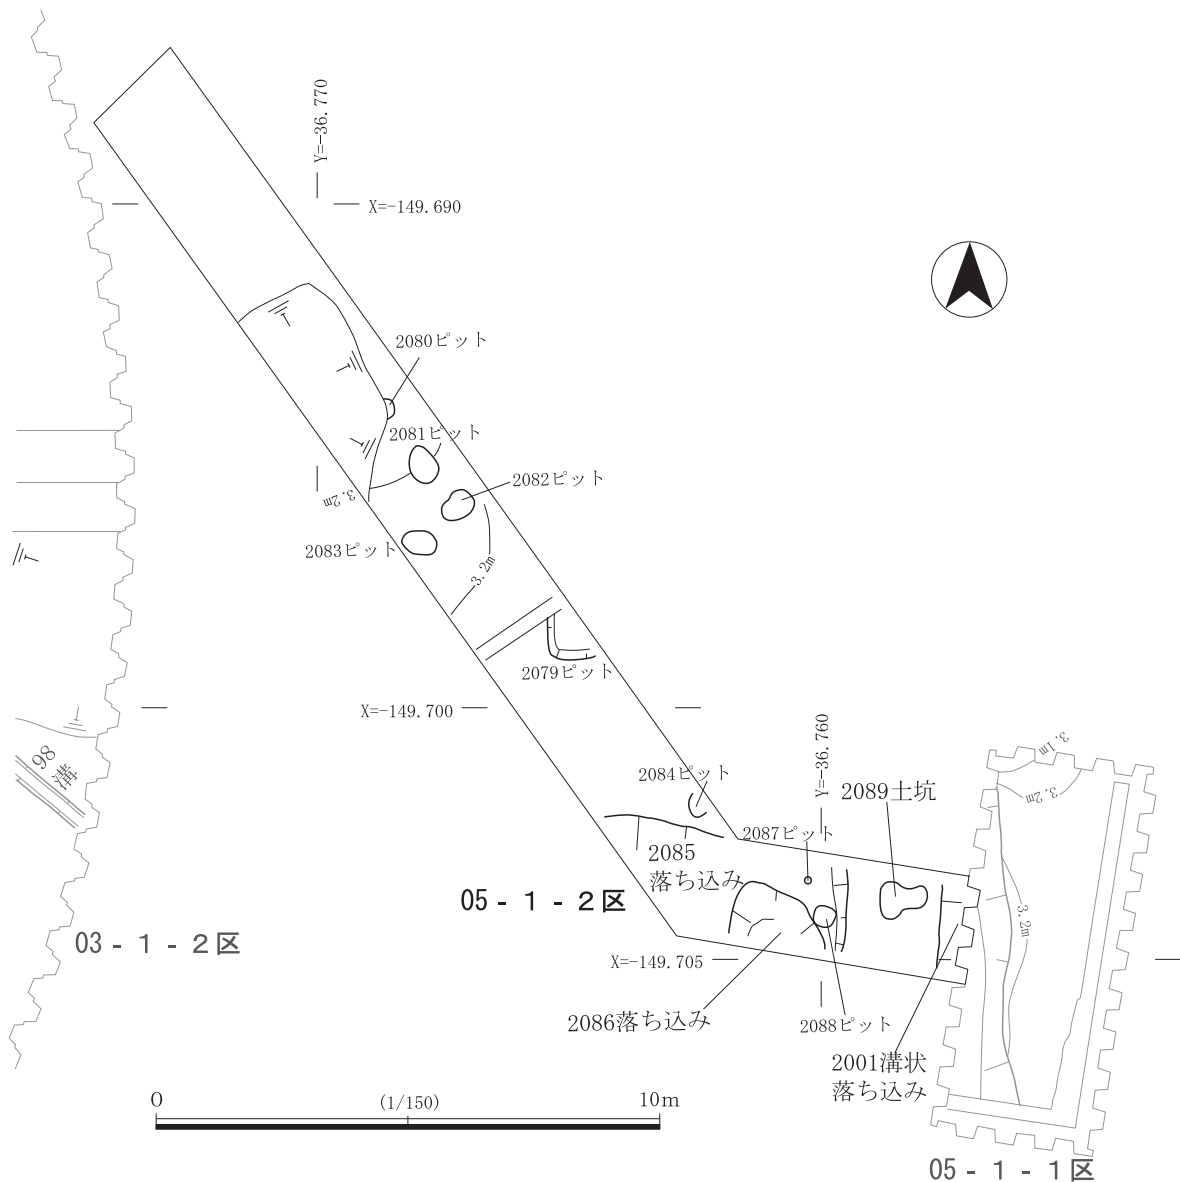 Y=-36.770
X=-149.690
2080ピット
2081ピット
2082ピット
3.2m
2083ピット
3.2m
2079ピット
X=-149.700
Y=-36.760
3.1m
98溝
2084ピット
2089土坑
3.2m
2087ピット
2085
落ち込み
05-1-2区
3.2m
03-1-2区
X=-149.705
2086落ち込み
2088ピット
2001溝状
落ち込み
0 (1/150) 10m
05-1-1区